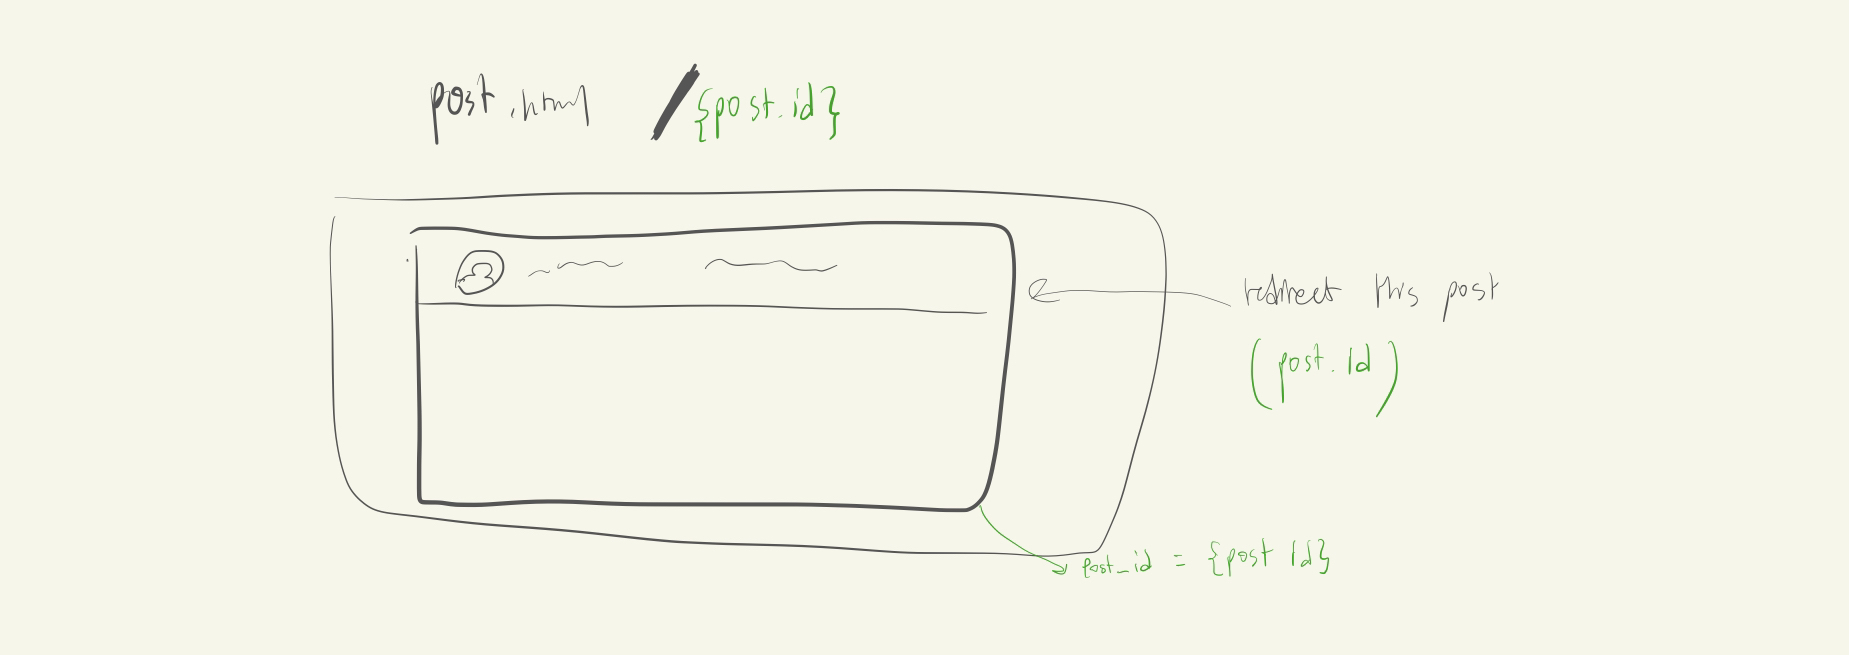 post.html /{post.id}
redirect this post
(post.id)
post_id = {post id}